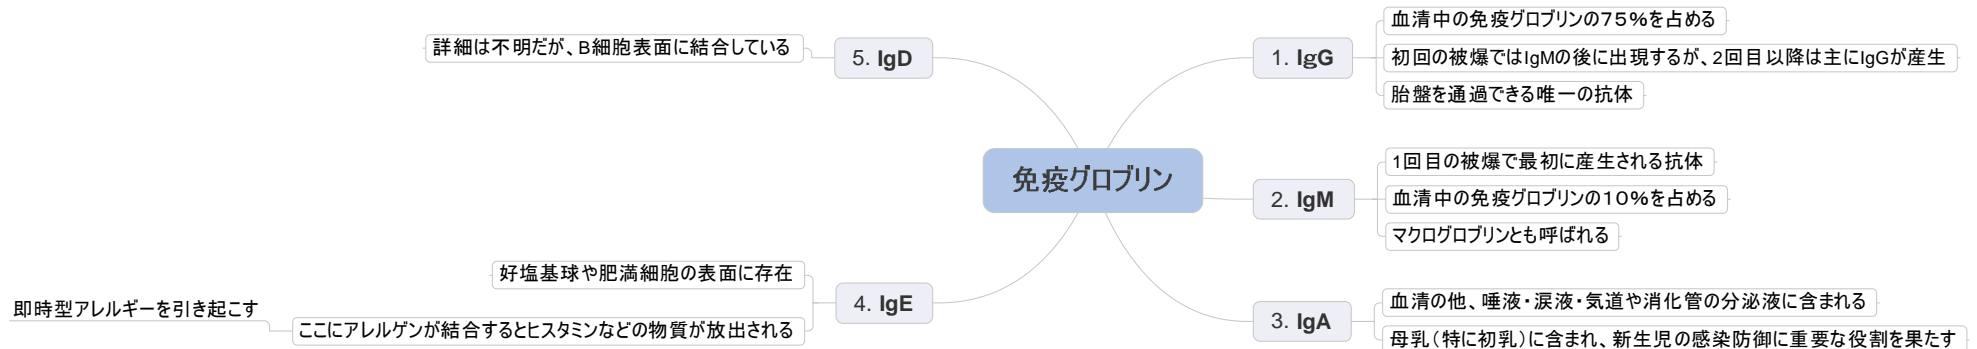 免疫グロブリン
1. IgG
血清中の免疫グロブリンの75%を占める
初回の被爆ではIgMの後に出現するが、2回目以降は主にIgGが産生
胎盤を通過できる唯一の抗体
2. IgM
1回目の被爆で最初に産生される抗体
血清中の免疫グロブリンの10%を占める
マクログロブリンとも呼ばれる
3. IgA
血清の他、唾液・涙液・気道や消化管の分泌液に含まれる
母乳(特に初乳)に含まれ、新生児の感染防御に重要な役割を果たす
4. IgE
好塩基球や肥満細胞の表面に存在
ここにアレルゲンが結合するとヒスタミンなどの物質が放出される
即時型アレルギーを引き起こす
5. IgD
詳細は不明だが、B細胞表面に結合している